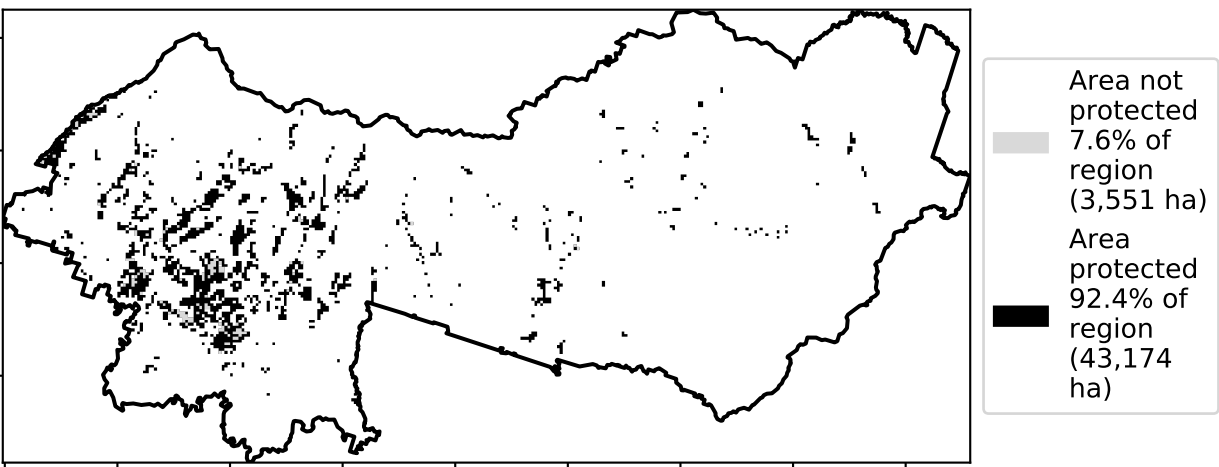 Area not
protected
7.6% of
region
(3,551 ha)
Area
protected
92.4% of
region
(43,174
ha)